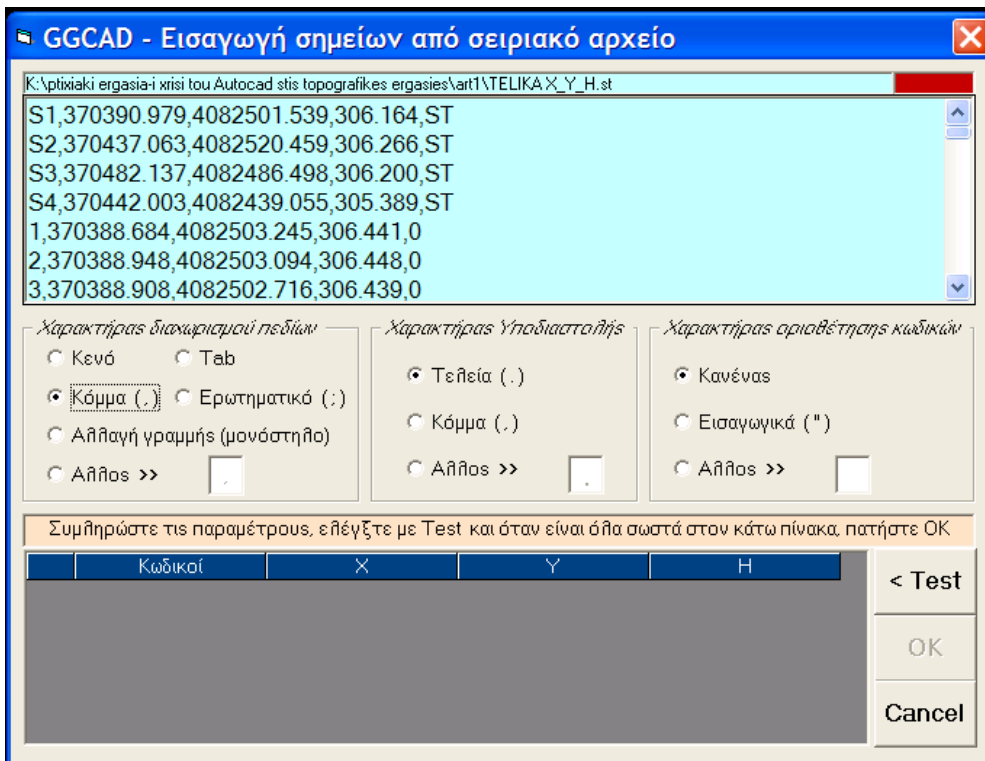 GGCAD - Εισαγωγή σημείων από σειριακό αρχείο
K:\ptixiaki ergasia-i xrisi tou Autocad stis topografikes ergasies\art1\TELIKA X_Y_H.st
S1,370390.979,4082501.539,306.164,ST
S2,370437.063,4082520.459,306.266,ST
S3,370482.137,4082486.498,306.200,ST
S4,370442.003,4082439.055,305.389,ST
1,370388.684,4082503.245,306.441,0
2,370388.948,4082503.094,306.448,0
3,370388.908,4082502.716,306.439,0
Χαρακτήρας διαχωρισμού πεδίων
Κενό Tab
Κόμμα (,) Ερωτηματικό (;)
Αλλαγή γραμμής (μονόστηλο)
Αλλος >> ,
Χαρακτήρας Υποδιαστολής
Τελεία (.)
Κόμμα (,)
Αλλος >> .
Χαρακτήρας οριοθέτησης κωδικών
Κανένας
Εισαγωγικά (")
Αλλος >>
Συμληρώστε τις παραμέτρους, ελέγξτε με Test και όταν είναι όλα σωστά στον κάτω πίνακα, πατήστε OK
Κωδικοί X Y H
< Test
OK
Cancel